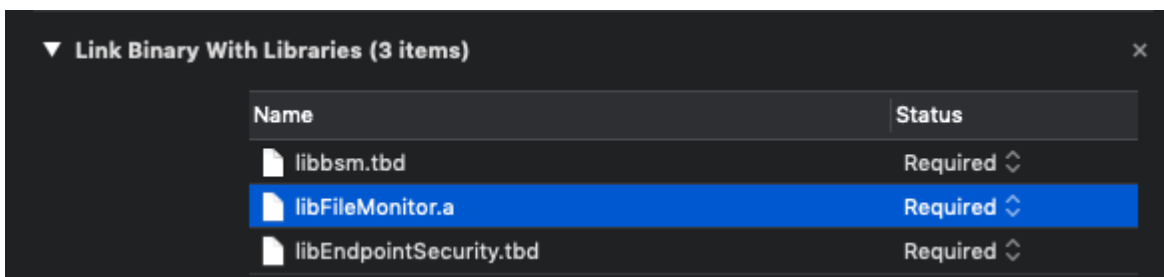 ▼ Link Binary With Libraries (3 items) ×
Name Status
libbsm.tbd Required
libFileMonitor.a Required
libEndpointSecurity.tbd Required